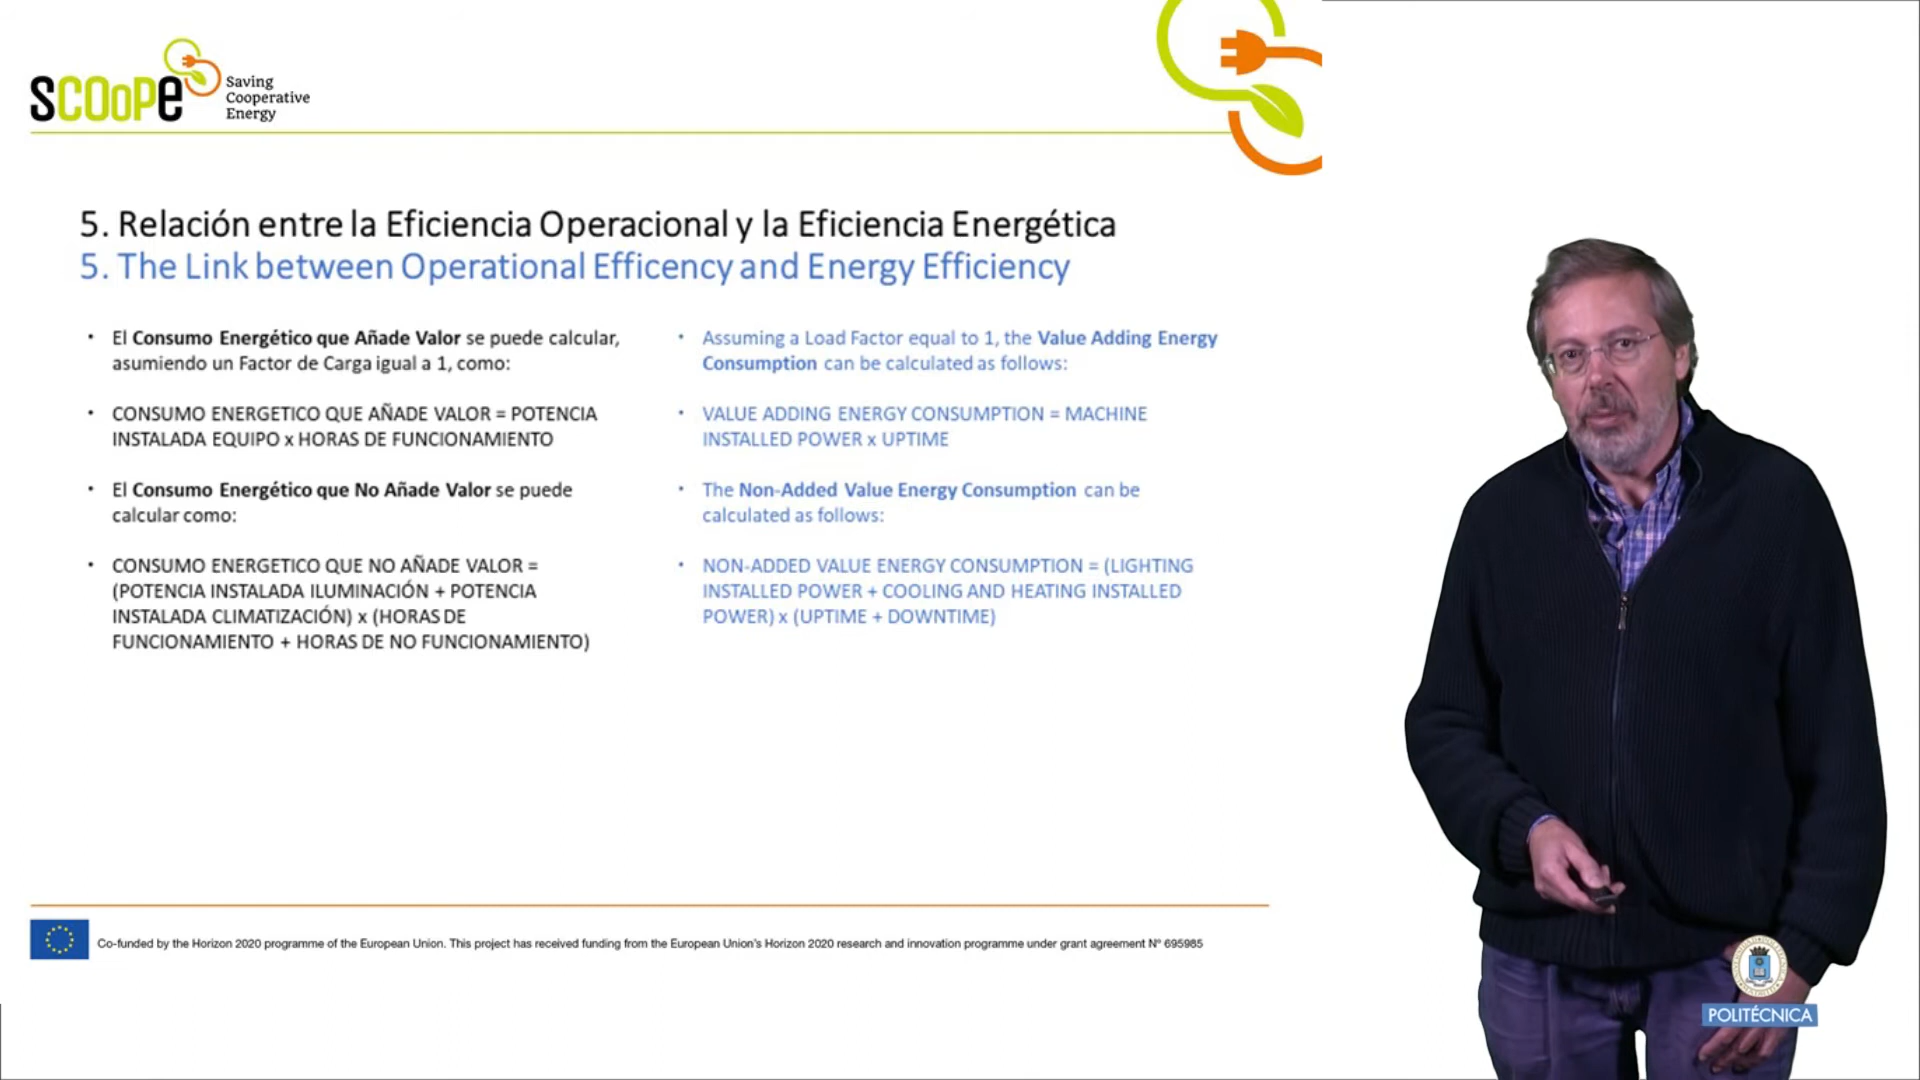 SCOoPE
Saving
Cooperative
Energy
5. Relación entre la Eficiencia Operacional y la Eficiencia Energética
5. The Link between Operational Efficency and Energy Efficiency
• El Consumo Energético que Añade Valor se puede calcular,
asumiendo un Factor de Carga igual a 1, como:
• CONSUMO ENERGETICO QUE AÑADE VALOR = POTENCIA
INSTALADA EQUIPO x HORAS DE FUNCIONAMIENTO
• El Consumo Energético que No Añade Valor se puede
calcular como:
• CONSUMO ENERGETICO QUE NO AÑADE VALOR =
(POTENCIA INSTALADA ILUMINACIÓN + POTENCIA
INSTALADA CLIMATIZACIÓN) x (HORAS DE
FUNCIONAMIENTO + HORAS DE NO FUNCIONAMIENTO)
• Assuming a Load Factor equal to 1, the Value Adding Energy
Consumption can be calculated as follows:
• VALUE ADDING ENERGY CONSUMPTION = MACHINE
INSTALLED POWER x UPTIME
• The Non-Added Value Energy Consumption can be
calculated as follows:
• NON-ADDED VALUE ENERGY CONSUMPTION = (LIGHTING
INSTALLED POWER + COOLING AND HEATING INSTALLED
POWER) x (UPTIME + DOWNTIME)
Co-funded by the Horizon 2020 programme of the European Union. This project has received funding from the European Union's Horizon 2020 research and innovation programme under grant agreement Nº 695985
POLITÉCNICA